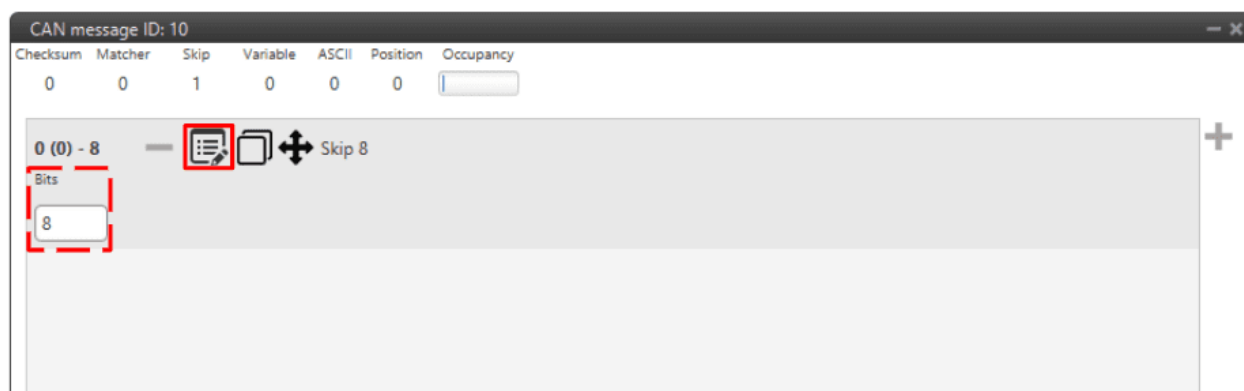 CAN message ID: 10
Checksum Matcher Skip Variable ASCII Position Occupancy
0 0 1 0 0 0
0 (0) - 8 Skip 8
Bits
8